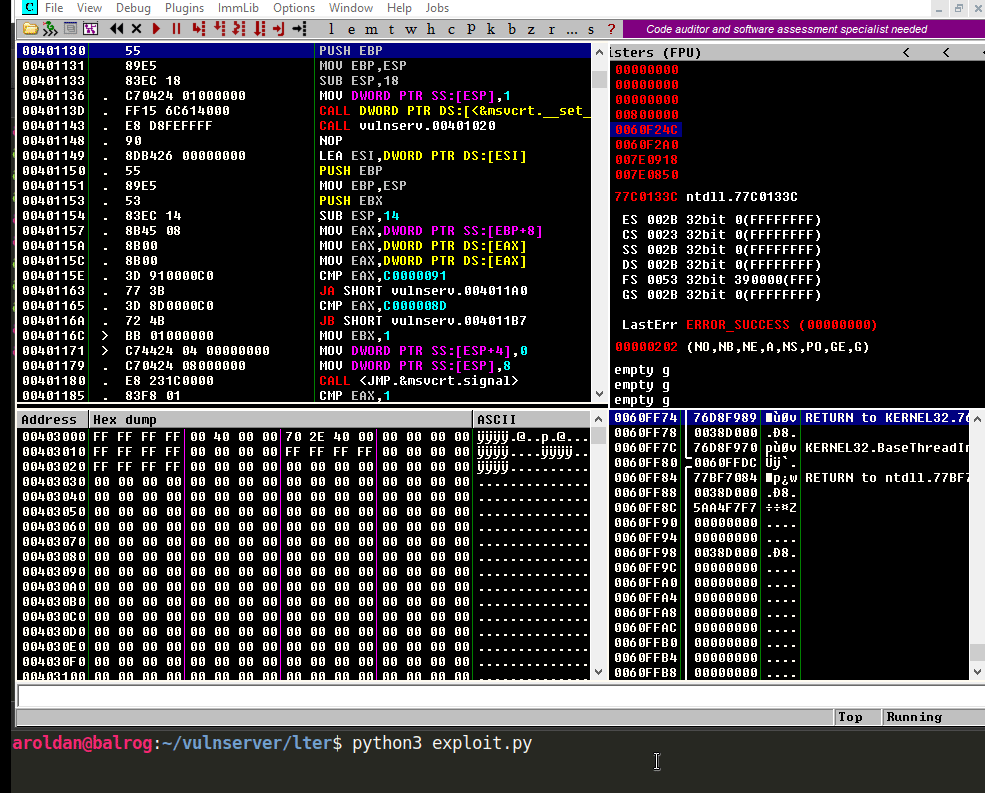 File View Debug Plugins ImmLib Options Window Help Jobs
l e m t w h c P k b z r ... s ? Code auditor and software assessment specialist needed
00401130 55 PUSH EBP
00401131 89E5 MOV EBP,ESP
00401133 83EC 18 SUB ESP,18
00401136 . C70424 01000000 MOV DWORD PTR SS:[ESP],1
0040113D . FF15 6C614000 CALL DWORD PTR DS:[<&msvcrt.__set_
00401143 . E8 D8FEFFFF CALL vulnserv.00401020
00401148 . 90 NOP
00401149 . 8DB426 00000000 LEA ESI,DWORD PTR DS:[ESI]
00401150 . 55 PUSH EBP
00401151 . 89E5 MOV EBP,ESP
00401153 . 53 PUSH EBX
00401154 . 83EC 14 SUB ESP,14
00401157 . 8B45 08 MOV EAX,DWORD PTR SS:[EBP+8]
0040115A . 8B00 MOV EAX,DWORD PTR DS:[EAX]
0040115C . 8B00 MOV EAX,DWORD PTR DS:[EAX]
0040115E . 3D 910000C0 CMP EAX,C0000091
00401163 . 77 3B JA SHORT vulnserv.004011A0
00401165 . 3D 8D0000C0 CMP EAX,C000008D
0040116A . 72 4B JB SHORT vulnserv.004011B7
0040116C > BB 01000000 MOV EBX,1
00401171 > C74424 04 00000000 MOV DWORD PTR SS:[ESP+4],0
00401179 . C70424 08000000 MOV DWORD PTR SS:[ESP],8
00401180 . E8 231C0000 CALL <JMP.&msvcrt.signal>
00401185 . 83F8 01 CMP EAX,1
isters (FPU) < < <
00000000
00000000
00000000
00800000
0060F24C
0060F2A0
007E0918
007E0850
77C0133C ntdll.77C0133C
ES 002B 32bit 0(FFFFFFFF)
CS 0023 32bit 0(FFFFFFFF)
SS 002B 32bit 0(FFFFFFFF)
DS 002B 32bit 0(FFFFFFFF)
FS 0053 32bit 390000(FFF)
GS 002B 32bit 0(FFFFFFFF)
LastErr ERROR_SUCCESS (00000000)
00000202 (NO,NB,NE,A,NS,PO,GE,G)
empty g
empty g
empty g
Address Hex dump ASCII
00403000 FF FF FF FF 00 40 00 00 70 2E 40 00 00 00 00 00 ÿÿÿÿ.@..p.@.....
00403010 FF FF FF FF 00 00 00 00 FF FF FF FF 00 00 00 00 ÿÿÿÿ....ÿÿÿÿ....
00403020 FF FF FF FF 00 00 00 00 00 00 00 00 00 00 00 00 ÿÿÿÿ............
00403030 00 00 00 00 00 00 00 00 00 00 00 00 00 00 00 00 ................
00403040 00 00 00 00 00 00 00 00 00 00 00 00 00 00 00 00 ................
00403050 00 00 00 00 00 00 00 00 00 00 00 00 00 00 00 00 ................
00403060 00 00 00 00 00 00 00 00 00 00 00 00 00 00 00 00 ................
00403070 00 00 00 00 00 00 00 00 00 00 00 00 00 00 00 00 ................
00403080 00 00 00 00 00 00 00 00 00 00 00 00 00 00 00 00 ................
00403090 00 00 00 00 00 00 00 00 00 00 00 00 00 00 00 00 ................
004030A0 00 00 00 00 00 00 00 00 00 00 00 00 00 00 00 00 ................
004030B0 00 00 00 00 00 00 00 00 00 00 00 00 00 00 00 00 ................
004030C0 00 00 00 00 00 00 00 00 00 00 00 00 00 00 00 00 ................
004030D0 00 00 00 00 00 00 00 00 00 00 00 00 00 00 00 00 ................
004030E0 00 00 00 00 00 00 00 00 00 00 00 00 00 00 00 00 ................
004030F0 00 00 00 00 00 00 00 00 00 00 00 00 00 00 00 00 ................
00403100 00 00 00 00 00 00 00 00 00 00 00 00 00 00 00 00 ................
0060FF74 76D8F989 ■ùØv RETURN to KERNEL32.76
0060FF78 0038D000 .Ð8.
0060FF7C 76D8F970 pùØv KERNEL32.BaseThreadIn
0060FF80 0060FFDC Üÿ`.
0060FF84 77BF7084 ■p¿w RETURN to ntdll.77BF7
0060FF88 0038D000 .Ð8.
0060FF8C 5AA4F7F7 ÷÷¤Z
0060FF90 00000000 ....
0060FF94 00000000 ....
0060FF98 0038D000 .Ð8.
0060FF9C 00000000 ....
0060FFA0 00000000 ....
0060FFA4 00000000 ....
0060FFA8 00000000 ....
0060FFAC 00000000 ....
0060FFB0 00000000 ....
0060FFB4 00000000 ....
0060FFB8 00000000 ....
Top Running
aroldan@balrog:~/vulnserver/lter$ python3 exploit.py